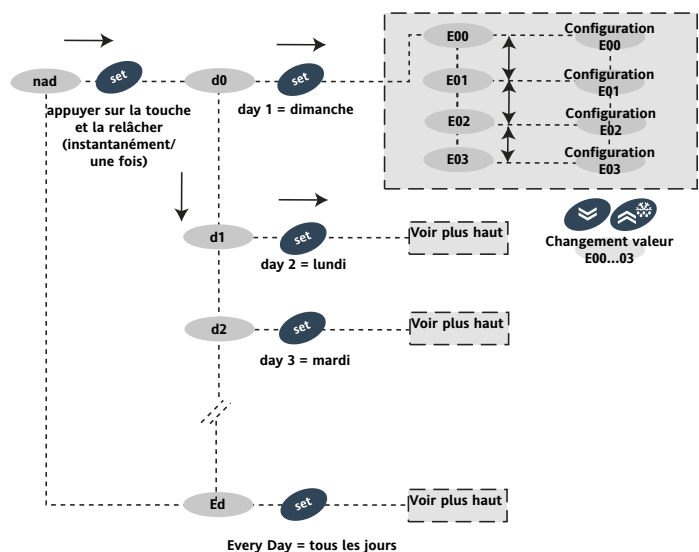 nad
set
d0
set
appuyer sur la touche
et la relâcher
(instantanément/
une fois)
day 1 = dimanche
E00
Configuration
E00
E01
Configuration
E01
E02
Configuration
E02
E03
Configuration
E03
Changement valeur
E00...03
d1
set
Voir plus haut
day 2 = lundi
d2
set
Voir plus haut
day 3 = mardi
Ed
set
Voir plus haut
Every Day = tous les jours